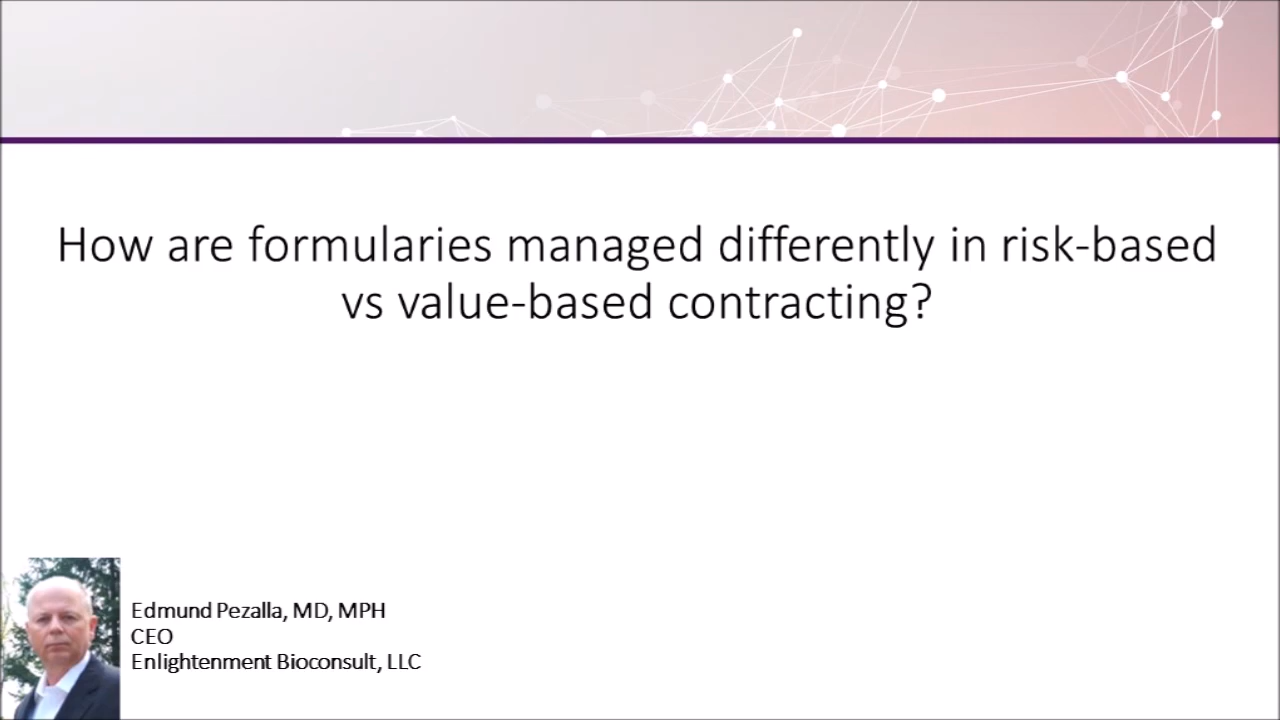 How are formularies managed differently in risk-based
vs value-based contracting?
Edmund Pezalla, MD, MPH
CEO
Enlightenment Bioconsult, LLC